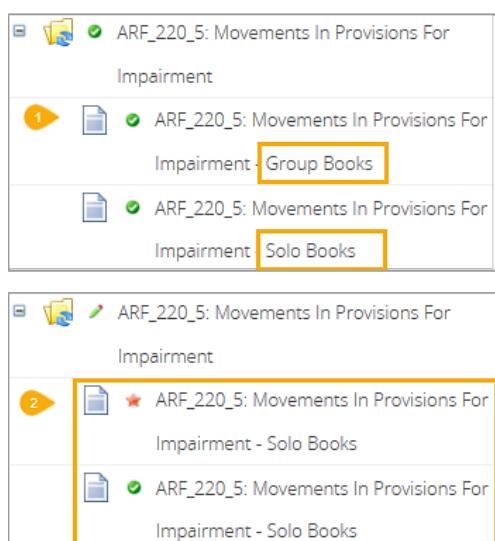 ARF_220_5: Movements In Provisions For
Impairment
1
ARF_220_5: Movements In Provisions For
Impairment - Group Books
ARF_220_5: Movements In Provisions For
Impairment - Solo Books
ARF_220_5: Movements In Provisions For
Impairment
2
ARF_220_5: Movements In Provisions For
Impairment - Solo Books
ARF_220_5: Movements In Provisions For
Impairment - Solo Books